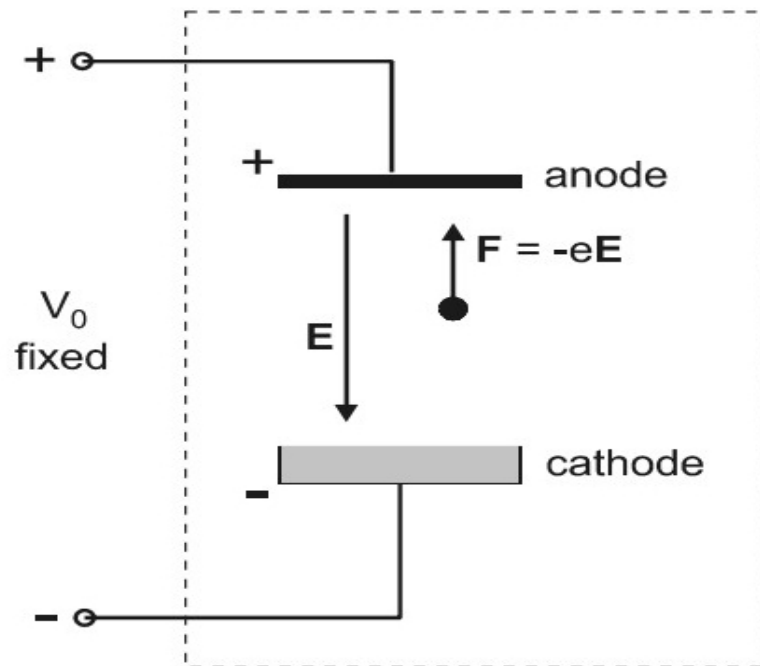 +
+
anode
F = -eE
V₀
fixed
E
cathode
-
-